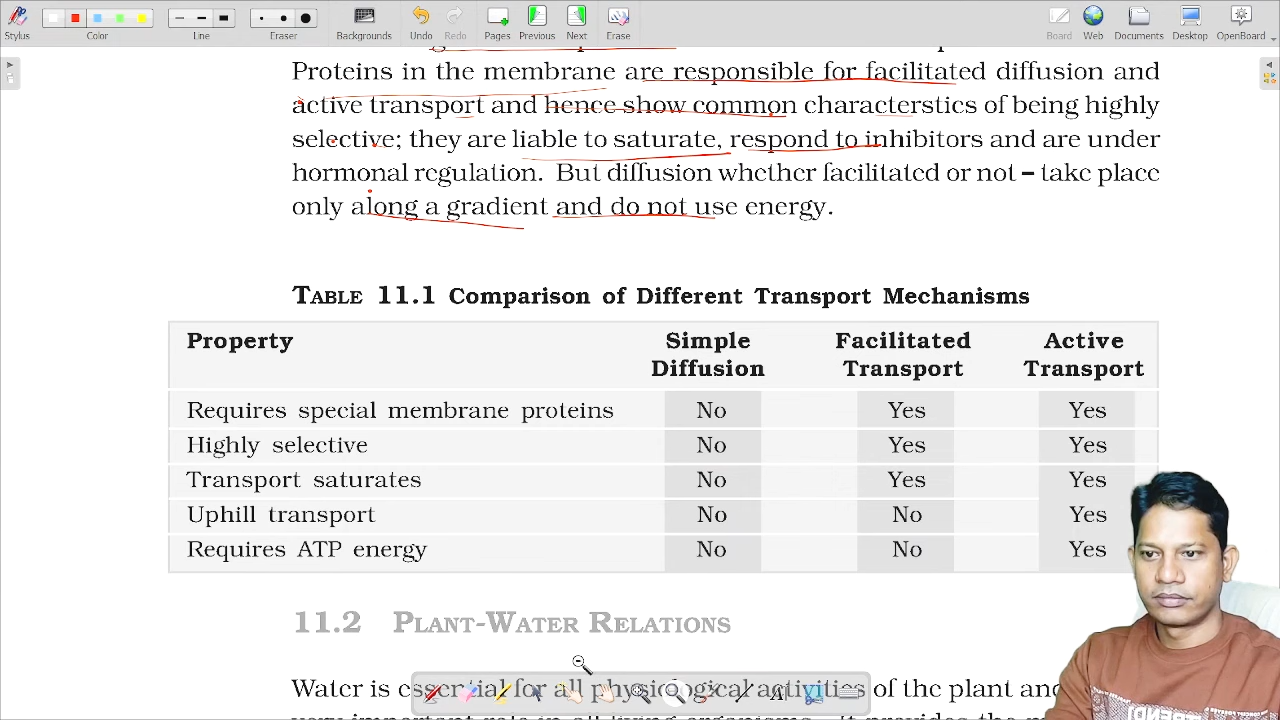 Stylus Color Line Eraser Backgrounds Undo Redo Pages Previous Next Erase Board Web Documents Desktop OpenBoard
Proteins in the membrane are responsible for facilitated diffusion and
active transport and hence show common characterstics of being highly
selective; they are liable to saturate, respond to inhibitors and are under
hormonal regulation. But diffusion whether facilitated or not – take place
only along a gradient and do not use energy.
TABLE 11.1 Comparison of Different Transport Mechanisms
Property Simple Diffusion Facilitated Transport Active Transport
Requires special membrane proteins No Yes Yes
Highly selective No Yes Yes
Transport saturates No Yes Yes
Uphill transport No No Yes
Requires ATP energy No No Yes
11.2 PLANT-WATER RELATIONS
Water is essential for all physiological activities of the plant and